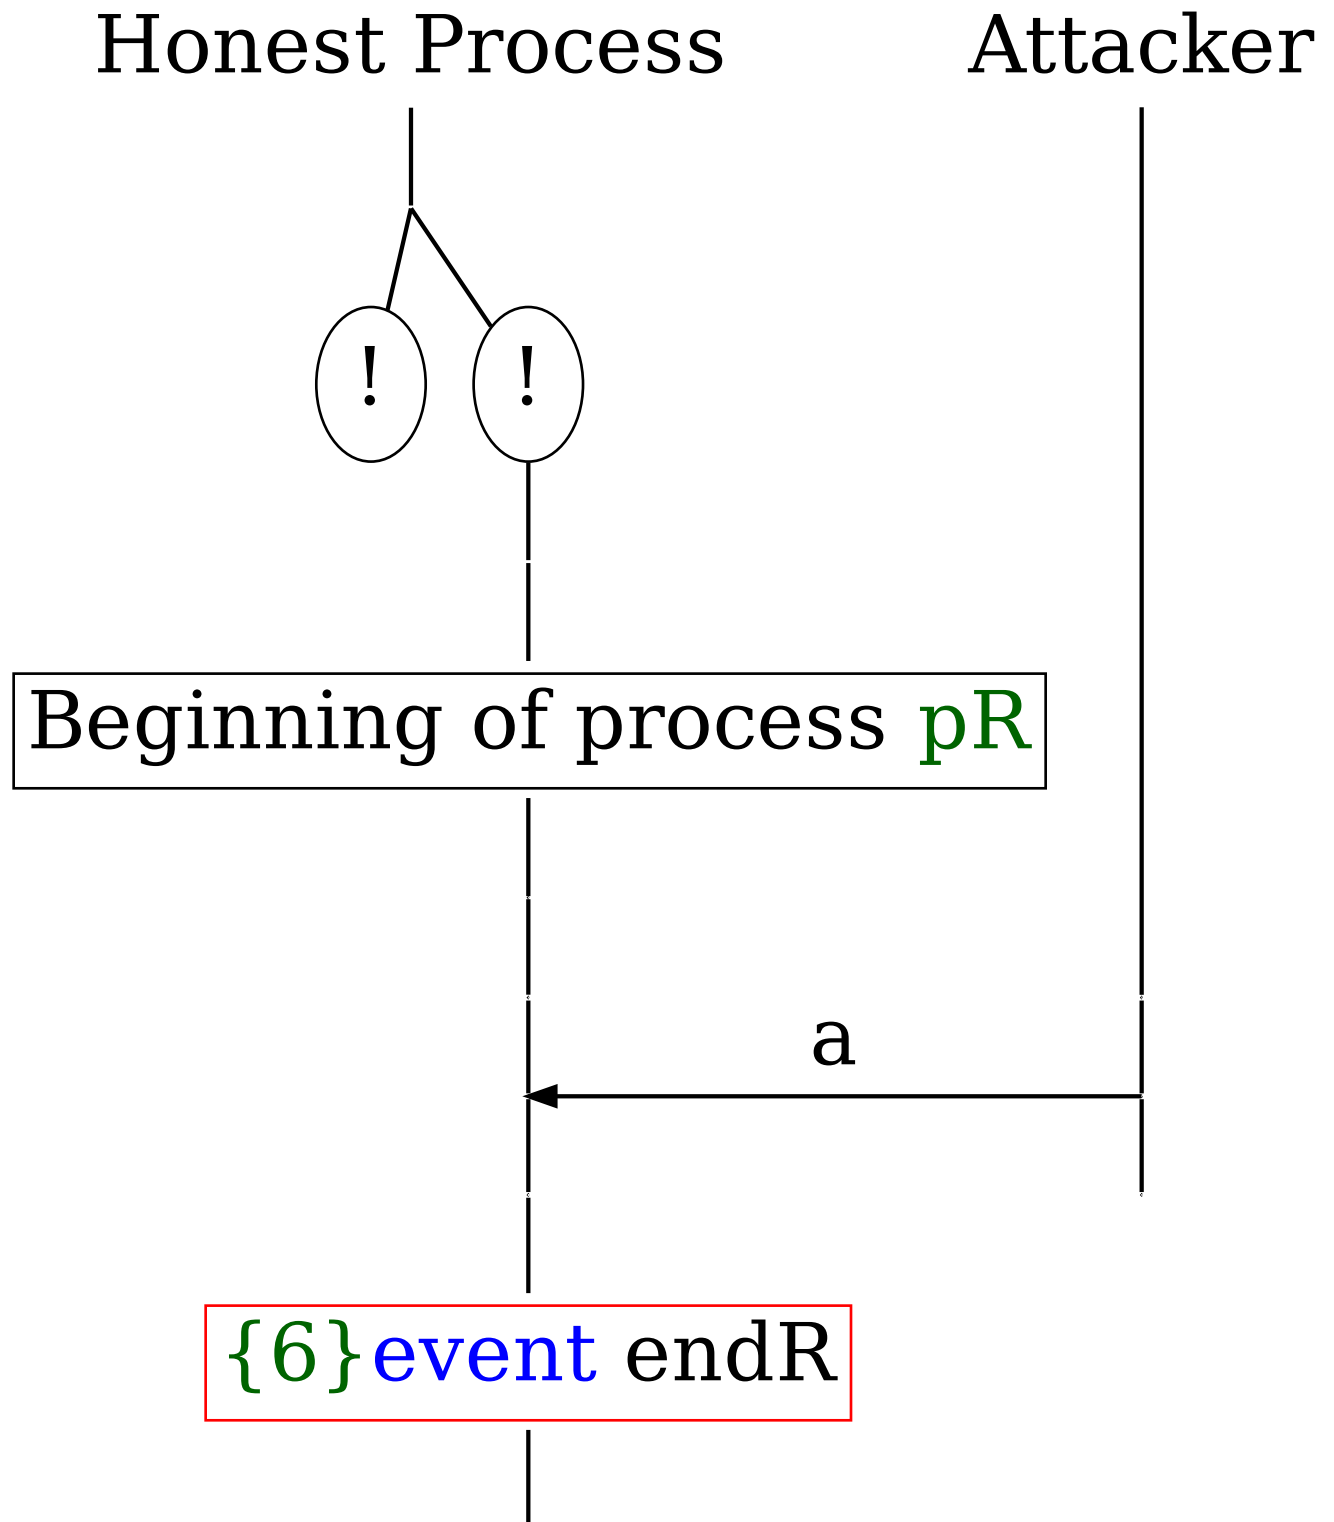 Honest Process
Attacker
!
!
Beginning of process pR
a
{6}event endR